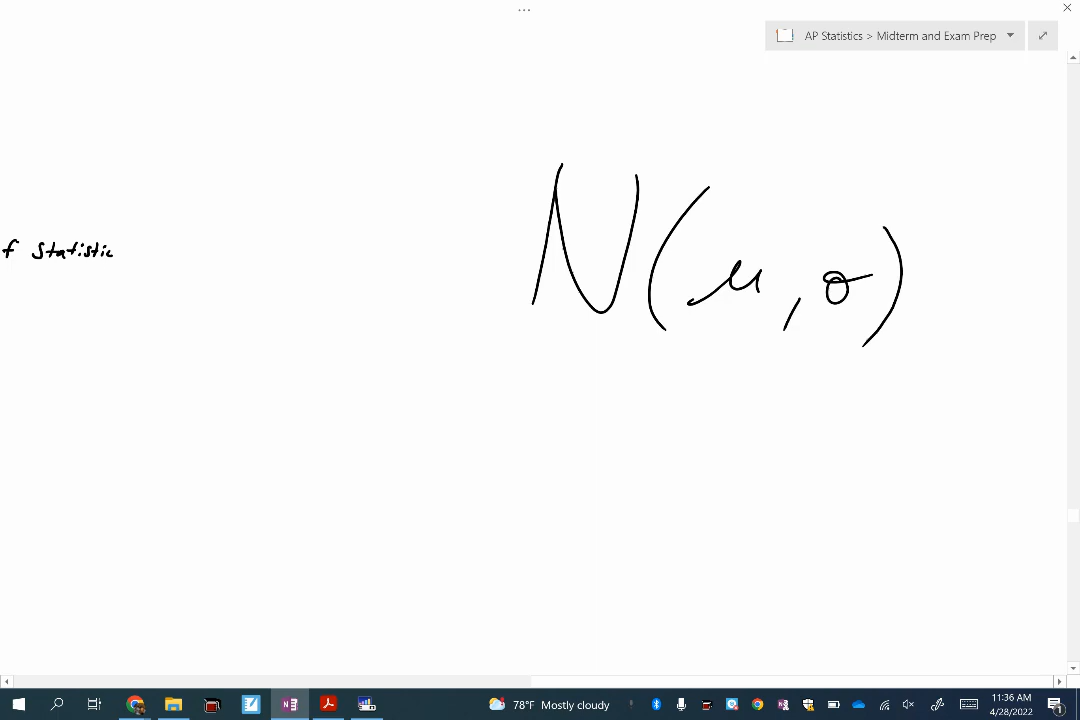 AP Statistics > Midterm and Exam Prep
N(μ, σ)
f Statistic
78°F Mostly cloudy
11:36 AM
4/28/2022